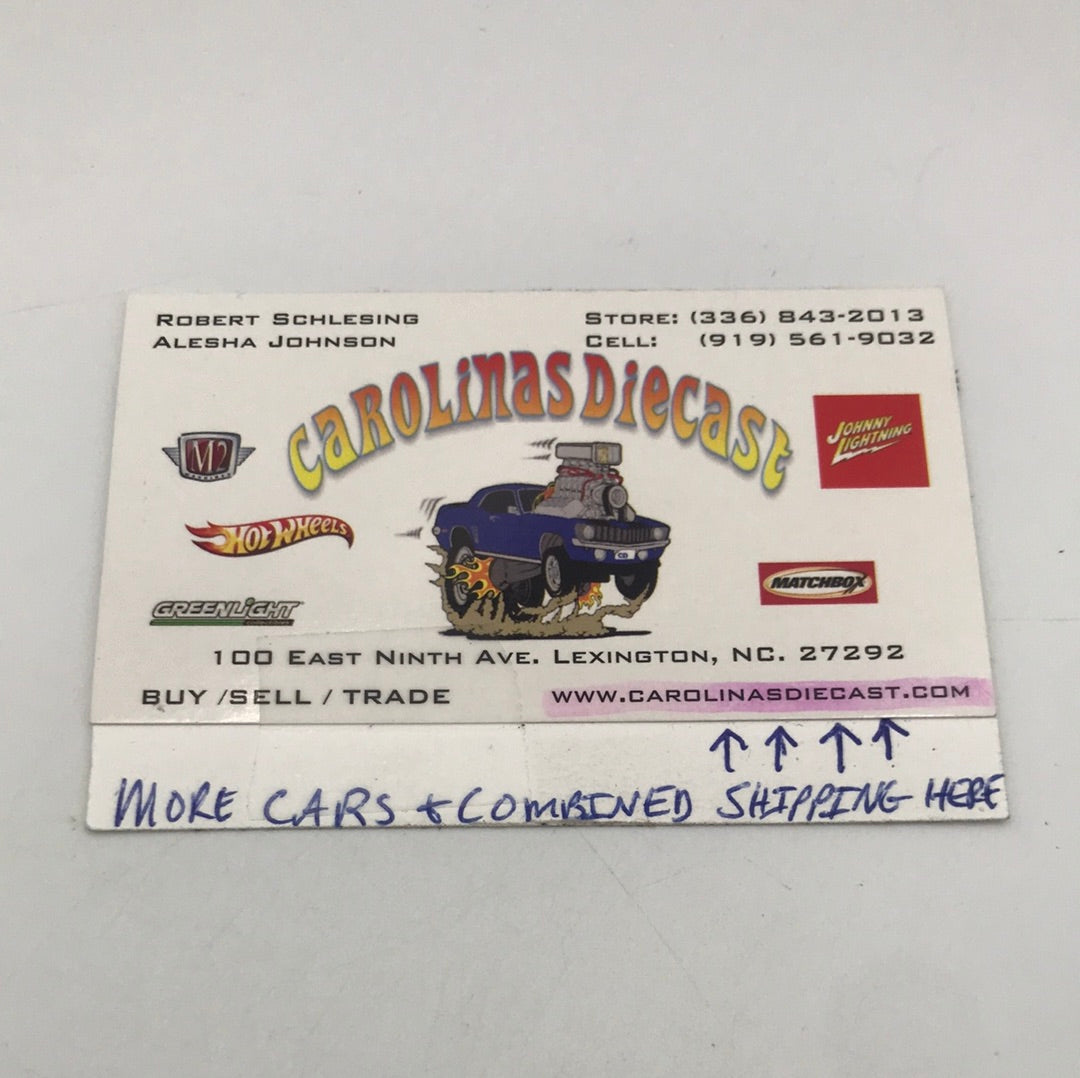 ROBERT SCHLESING
STORE: (336) 843-2013
ALESHA JOHNSON
CELL: (919) 561-9032
CAROLINAS DIECAST
M2
JOHNNY LIGHTNING
HOT WHEELS
MATCHBOX
GREENLIGHT
100 EAST NINTH AVE. LEXINGTON, NC. 27292
BUY /SELL / TRADE
WWW.CAROLINASDIECAST.COM
MORE CARS & COMBINED SHIPPING HERE